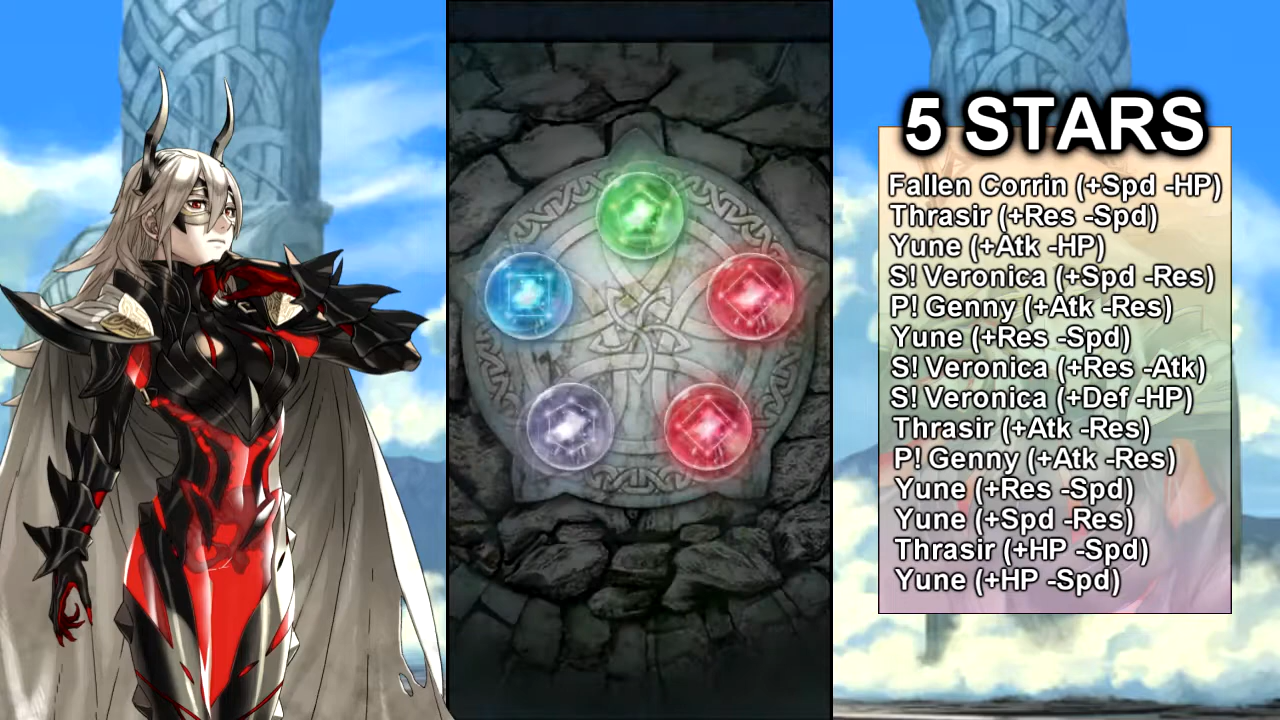 5 STARS
Fallen Corrin (+Spd -HP)
Thrasir (+Res -Spd)
Yune (+Atk -HP)
S! Veronica (+Spd -Res)
P! Genny (+Atk -Res)
Yune (+Res -Spd)
S! Veronica (+Res -Atk)
S! Veronica (+Def -HP)
Thrasir (+Atk -Res)
P! Genny (+Atk -Res)
Yune (+Res -Spd)
Yune (+Spd -Res)
Thrasir (+HP -Spd)
Yune (+HP -Spd)